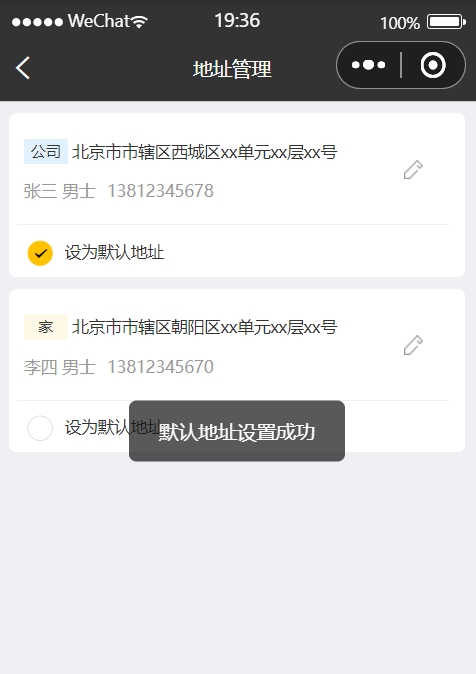 WeChat 19:36 100%
地址管理
公司 北京市市辖区西城区xx单元xx层xx号
张三 男士 13812345678
设为默认地址
家 北京市市辖区朝阳区xx单元xx层xx号
李四 男士 13812345670
设为默认地址
默认地址设置成功